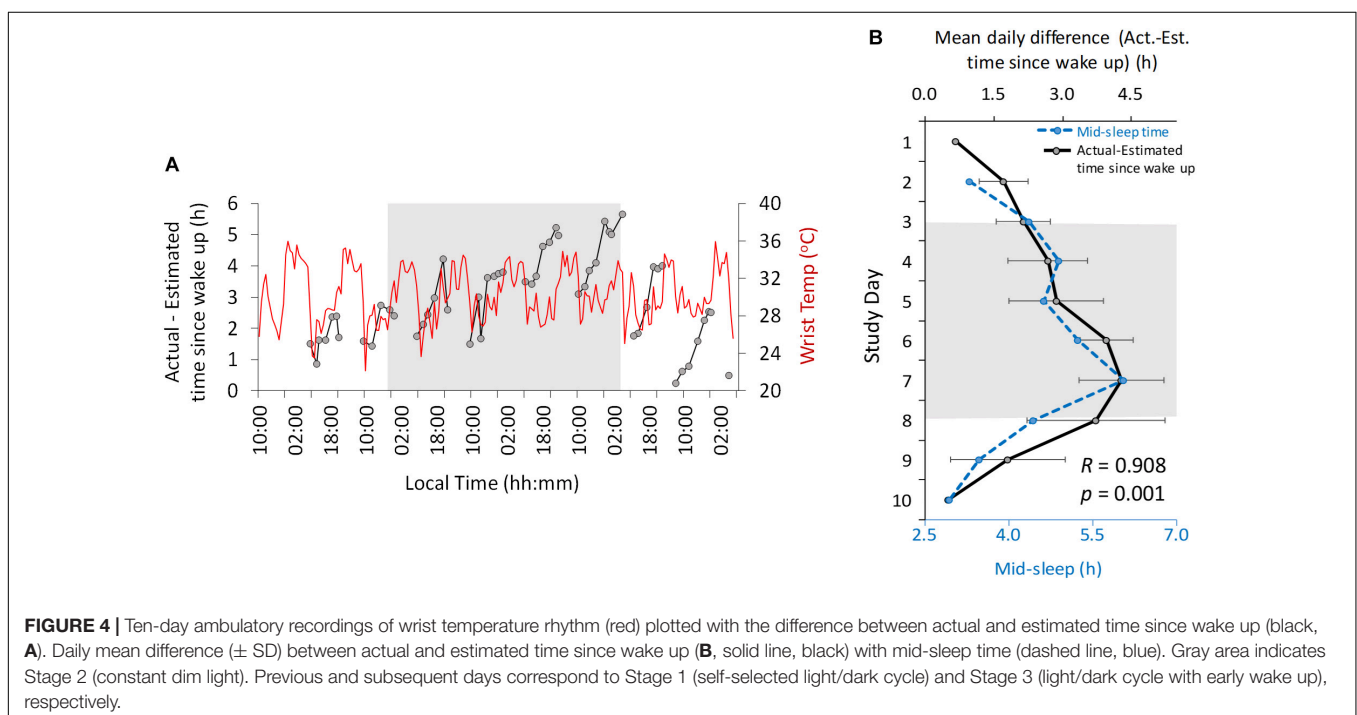 A
Actual - Estimated
time since wake up (h)
6
5
4
3
2
1
0
40
36
32
28
24
20
Wrist Temp (°C)
10:00
02:00
18:00
10:00
02:00
18:00
10:00
02:00
18:00
10:00
02:00
18:00
10:00
02:00
Local Time (hh:mm)
B
Mean daily difference (Act.-Est.
time since wake up) (h)
0.0 1.5 3.0 4.5
Mid-sleep time
Actual-Estimated
time since wake up
Study Day
1
2
3
4
5
6
7
8
9
10
R = 0.908
p = 0.001
2.5 4.0 5.5 7.0
Mid-sleep (h)
FIGURE 4 | Ten-day ambulatory recordings of wrist temperature rhythm (red) plotted with the difference between actual and estimated time since wake up (black,
A). Daily mean difference (± SD) between actual and estimated time since wake up (B, solid line, black) with mid-sleep time (dashed line, blue). Gray area indicates
Stage 2 (constant dim light). Previous and subsequent days correspond to Stage 1 (self-selected light/dark cycle) and Stage 3 (light/dark cycle with early wake up),
respectively.